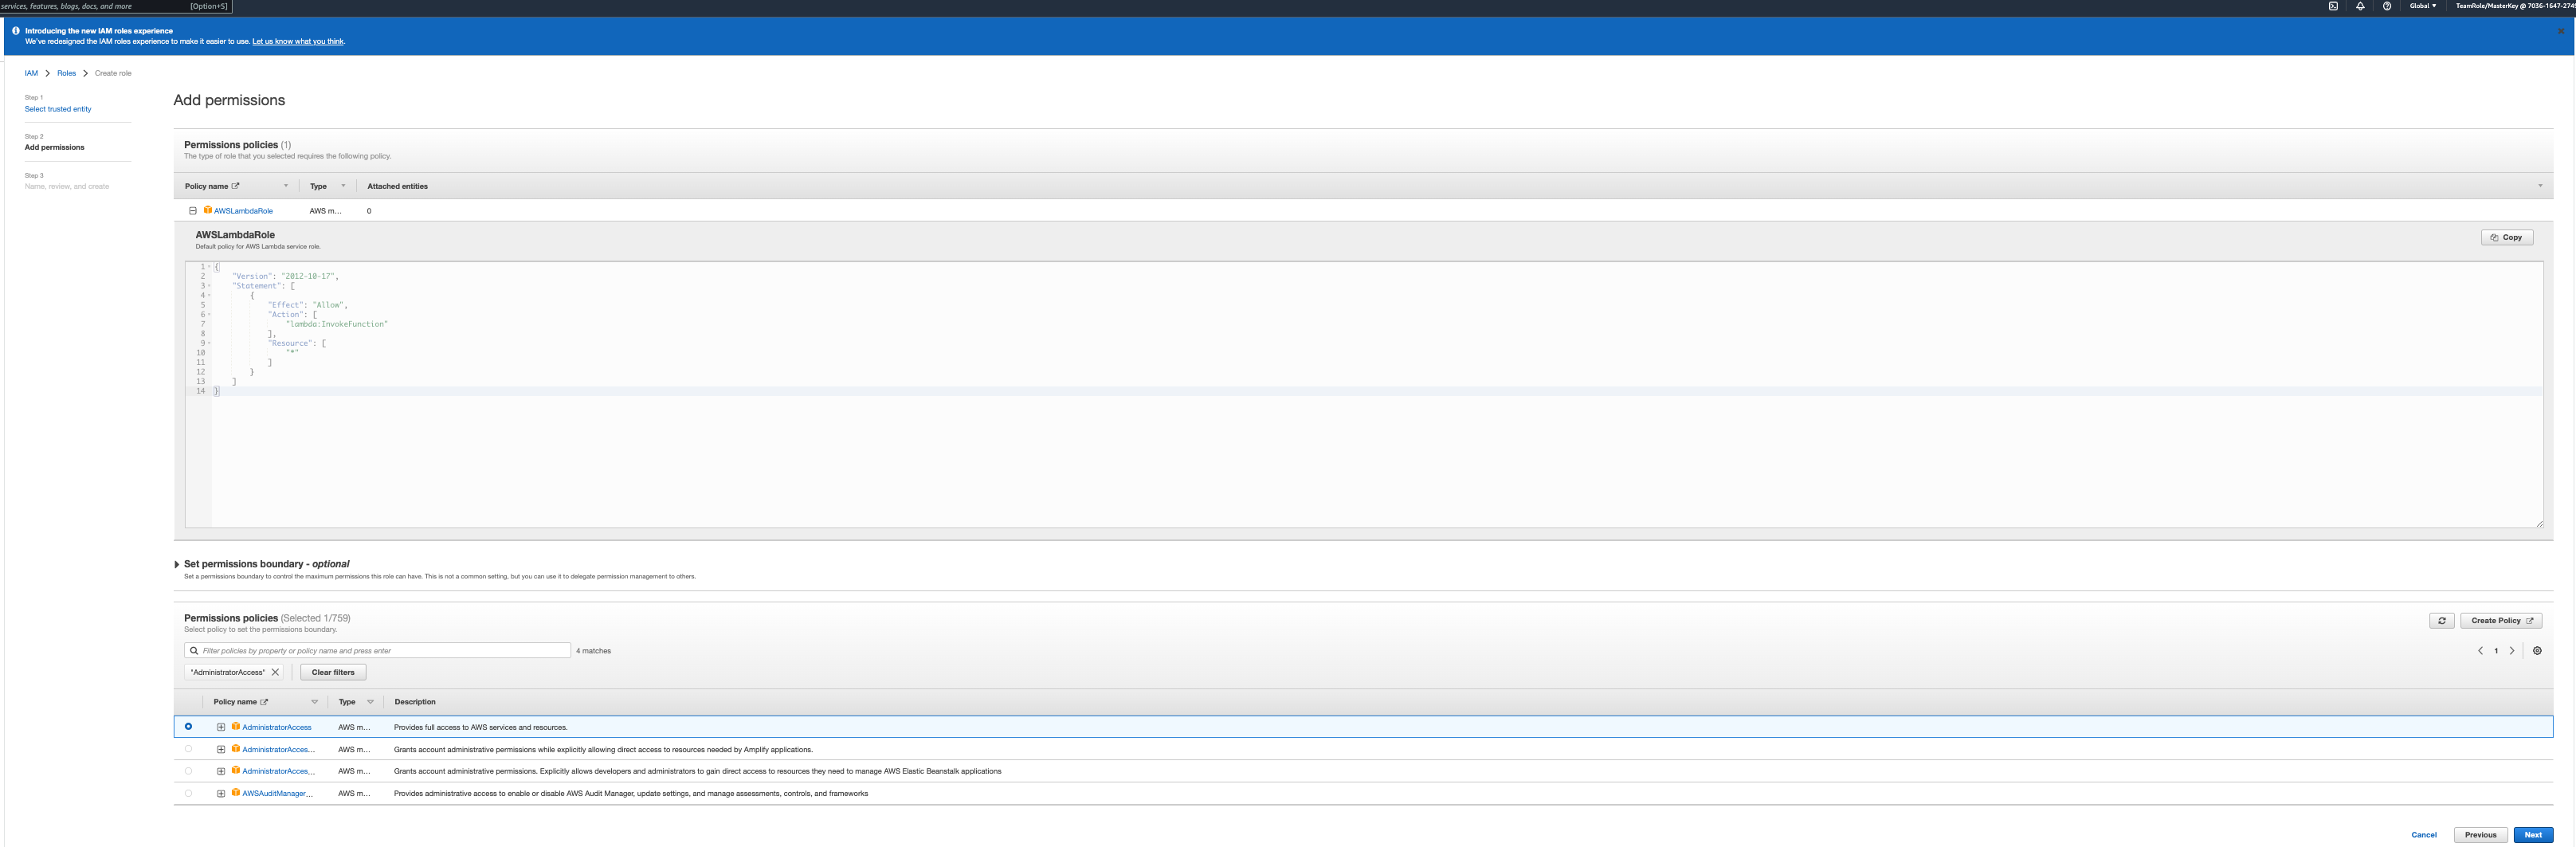 services, features, blogs, docs, and more [Option+S] Global ▼ TeamRole/MasterKey @ 7036-1647-274
Introducing the new IAM roles experience
We've redesigned the IAM roles experience to make it easier to use. Let us know what you think.
IAM > Roles > Create role
Step 1
Select trusted entity
Step 2
Add permissions
Step 3
Name, review, and create
Add permissions
Permissions policies (1)
The type of role that you selected requires the following policy.
Policy name Type Attached entities
AWSLambdaRole AWS m... 0
AWSLambdaRole
Default policy for AWS Lambda service role.
Copy
1 {
2 "Version": "2012-10-17",
3 "Statement": [
4 {
5 "Effect": "Allow",
6 "Action": [
7 "lambda:InvokeFunction"
8 ],
9 "Resource": [
10 "*"
11 ]
12 }
13 ]
14 }
Set permissions boundary - optional
Set a permissions boundary to control the maximum permissions this role can have. This is not a common setting, but you can use it to delegate permission management to others.
Permissions policies (Selected 1/759)
Select policy to set the permissions boundary.
Create Policy
Filter policies by property or policy name and press enter 4 matches
< 1 >
"AdministratorAccess" Clear filters
Policy name Type Description
AdministratorAccess AWS m... Provides full access to AWS services and resources.
AdministratorAcces... AWS m... Grants account administrative permissions while explicitly allowing direct access to resources needed by Amplify applications.
AdministratorAcces... AWS m... Grants account administrative permissions. Explicitly allows developers and administrators to gain direct access to resources they need to manage AWS Elastic Beanstalk applications
AWSAuditManager... AWS m... Provides administrative access to enable or disable AWS Audit Manager, update settings, and manage assessments, controls, and frameworks
Cancel Previous Next